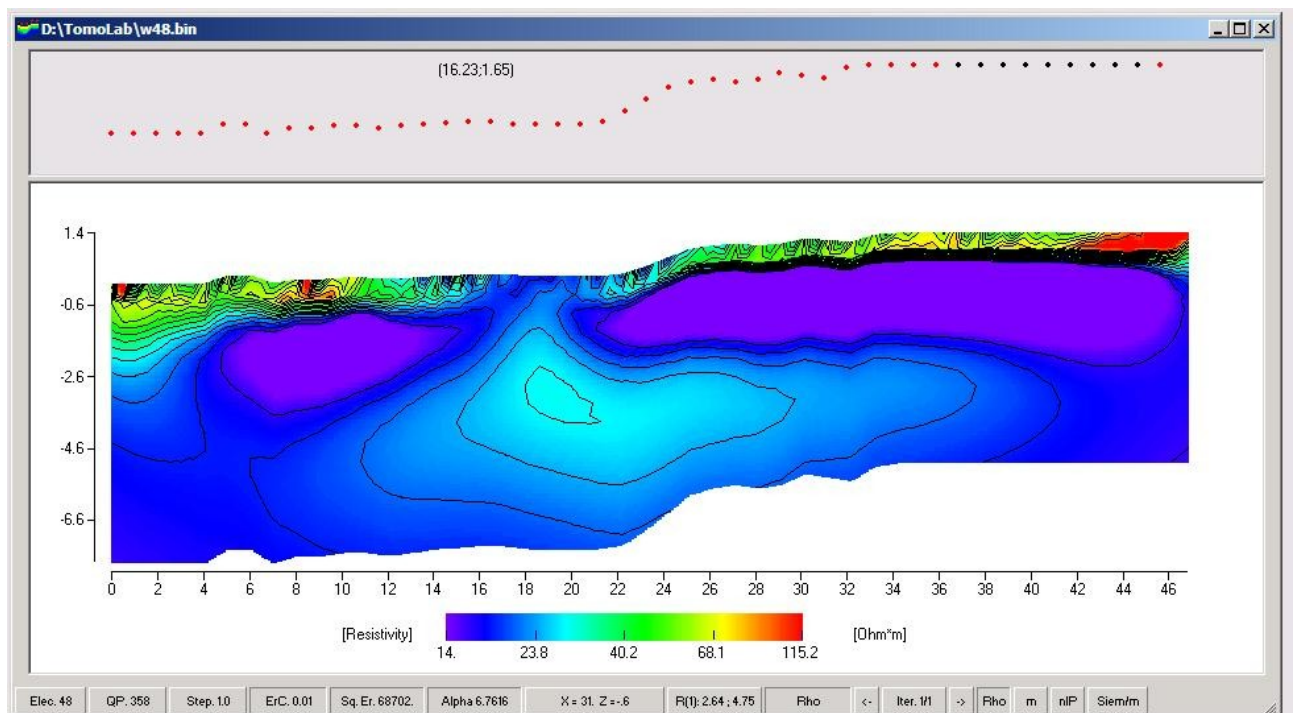 D:\TomoLab\w48.bin
(16.23;1.65)
1.4
-0.6
-2.6
-4.6
-6.6
0 2 4 6 8 10 12 14 16 18 20 22 24 26 28 30 32 34 36 38 40 42 44 46
[Resistivity] [Ohm*m]
14. 23.8 40.2 68.1 115.2
Elec. 48 QP. 358 Step. 1.0 ErC. 0.01 Sq. Er. 68702. Alpha 6.7616 X = 31. Z =-.6 R(1): 2.64 ; 4.75 Rho <- Iter. 1/1 -> Rho m nIP Siem/m